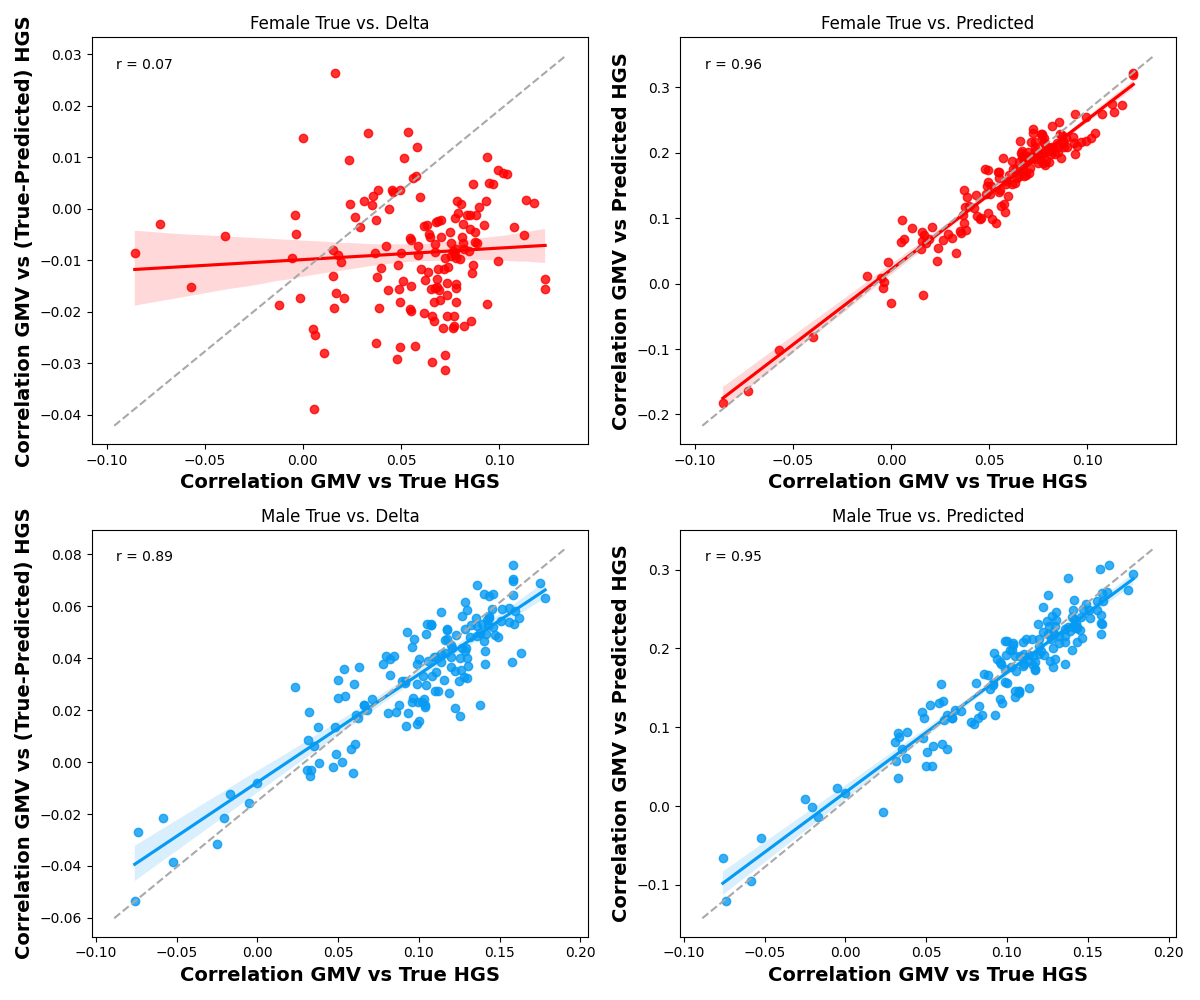 Female True vs. Delta
Correlation GMV vs (True-Predicted) HGS
r = 0.07
0.03
0.02
0.01
0.00
−0.01
−0.02
−0.03
−0.04
−0.10 −0.05 0.00 0.05 0.10
Correlation GMV vs True HGS
Female True vs. Predicted
Correlation GMV vs Predicted HGS
r = 0.96
0.3
0.2
0.1
0.0
−0.1
−0.2
−0.10 −0.05 0.00 0.05 0.10
Correlation GMV vs True HGS
Male True vs. Delta
Correlation GMV vs (True-Predicted) HGS
r = 0.89
0.08
0.06
0.04
0.02
0.00
−0.02
−0.04
−0.06
−0.10 −0.05 0.00 0.05 0.10 0.15 0.20
Correlation GMV vs True HGS
Male True vs. Predicted
Correlation GMV vs Predicted HGS
r = 0.95
0.3
0.2
0.1
0.0
−0.1
−0.10 −0.05 0.00 0.05 0.10 0.15 0.20
Correlation GMV vs True HGS